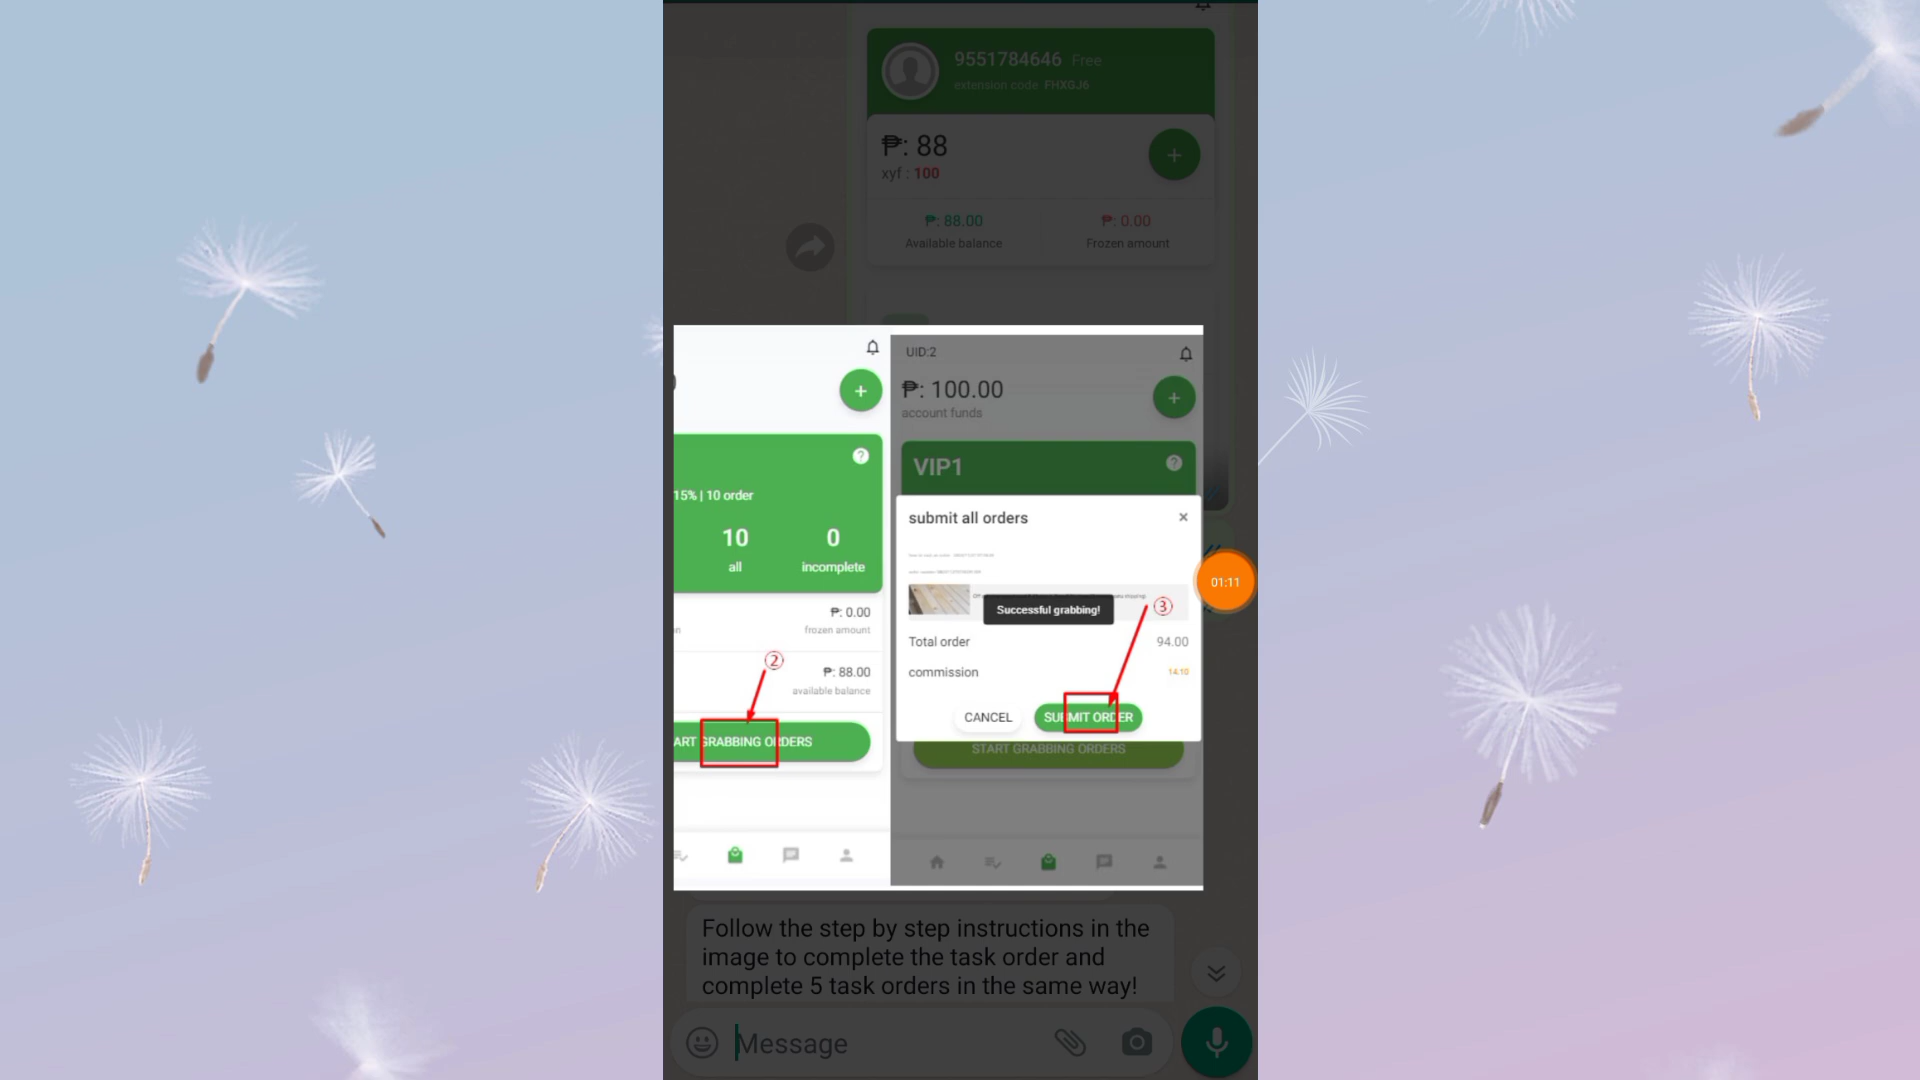 9551784646 Free
extension code FHXGJ6
₱: 88
xyf : 100
₱: 88.00
Available balance
₱: 0.00
Frozen amount
15% | 10 order
10
all
0
incomplete
₱: 0.00
frozen amount
②
₱: 88.00
available balance
ART GRABBING ORDERS
UID:2
₱: 100.00
account funds
VIP1
submit all orders
Successful grabbing!
③
Total order 94.00
commission 14.10
CANCEL
SUBMIT ORDER
START GRABBING ORDERS
01:11
Follow the step by step instructions in the
image to complete the task order and
complete 5 task orders in the same way!
Message